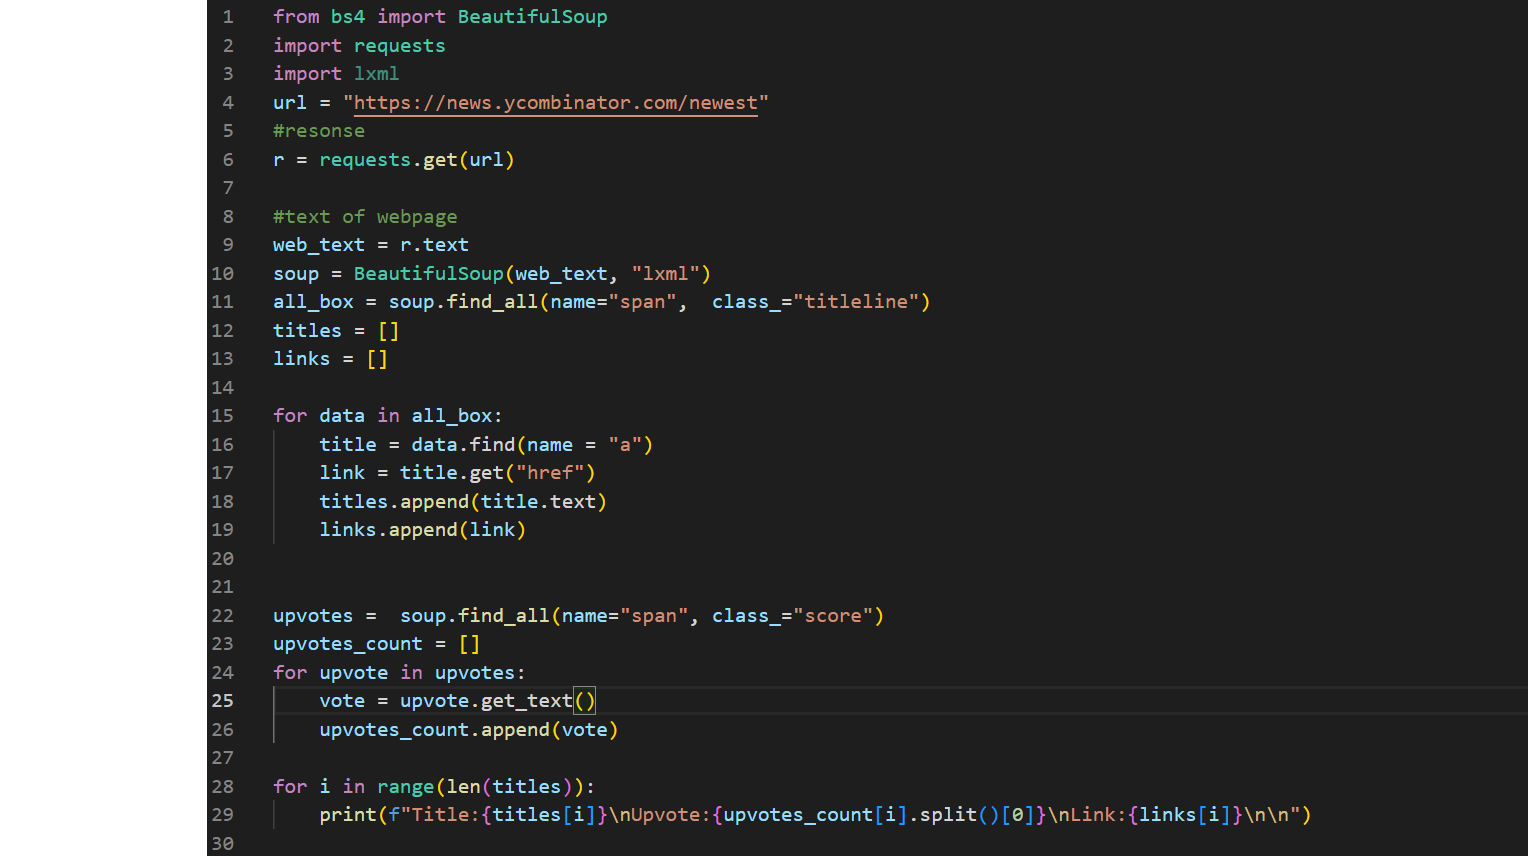 1 from bs4 import BeautifulSoup
2 import requests
3 import lxml
4 url = "https://news.ycombinator.com/newest"
5 #resonse
6 r = requests.get(url)
7
8 #text of webpage
9 web_text = r.text
10 soup = BeautifulSoup(web_text, "lxml")
11 all_box = soup.find_all(name="span",  class_="titleline")
12 titles = []
13 links = []
14
15 for data in all_box:
16     title = data.find(name = "a")
17     link = title.get("href")
18     titles.append(title.text)
19     links.append(link)
20
21
22 upvotes =  soup.find_all(name="span", class_="score")
23 upvotes_count = []
24 for upvote in upvotes:
25     vote = upvote.get_text()
26     upvotes_count.append(vote)
27
28 for i in range(len(titles)):
29     print(f"Title:{titles[i]}\nUpvote:{upvotes_count[i].split()[0]}\nLink:{links[i]}\n\n")
30